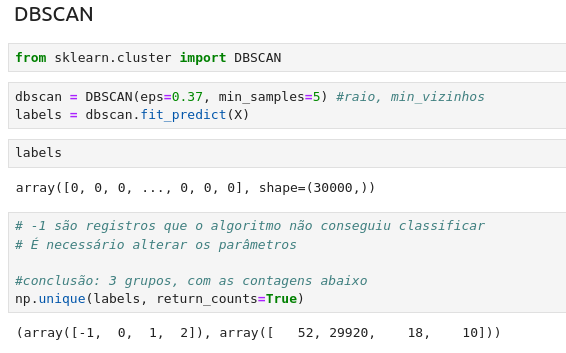 DBSCAN
from sklearn.cluster import DBSCAN
dbscan = DBSCAN(eps=0.37, min_samples=5) #raio, min_vizinhos
labels = dbscan.fit_predict(X)
labels
array([0, 0, 0, ..., 0, 0, 0], shape=(30000,))
# -1 são registros que o algoritmo não conseguiu classificar
# É necessário alterar os parâmetros
#conclusão: 3 grupos, com as contagens abaixo
np.unique(labels, return_counts=True)
(array([-1,  0,  1,  2]), array([   52, 29920,    18,    10]))